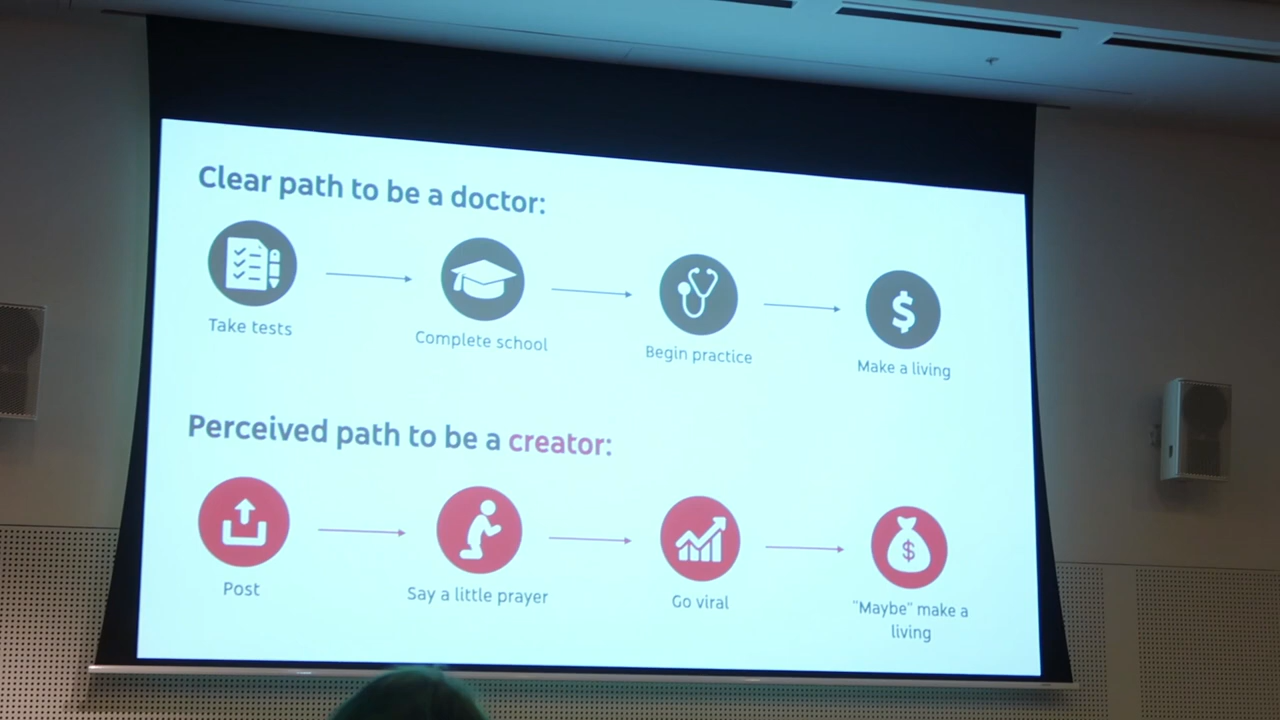 Clear path to be a doctor:
Take tests
Complete school
Begin practice
$
Make a living
Perceived path to be a creator:
Post
Say a little prayer
Go viral
$
"Maybe" make a
living